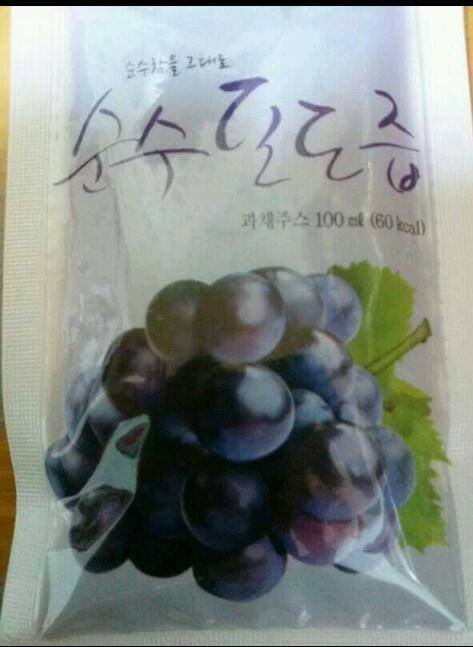 순수함을 그대로
순수 포도즙
과채주스 100 ㎖ (60 kcal)